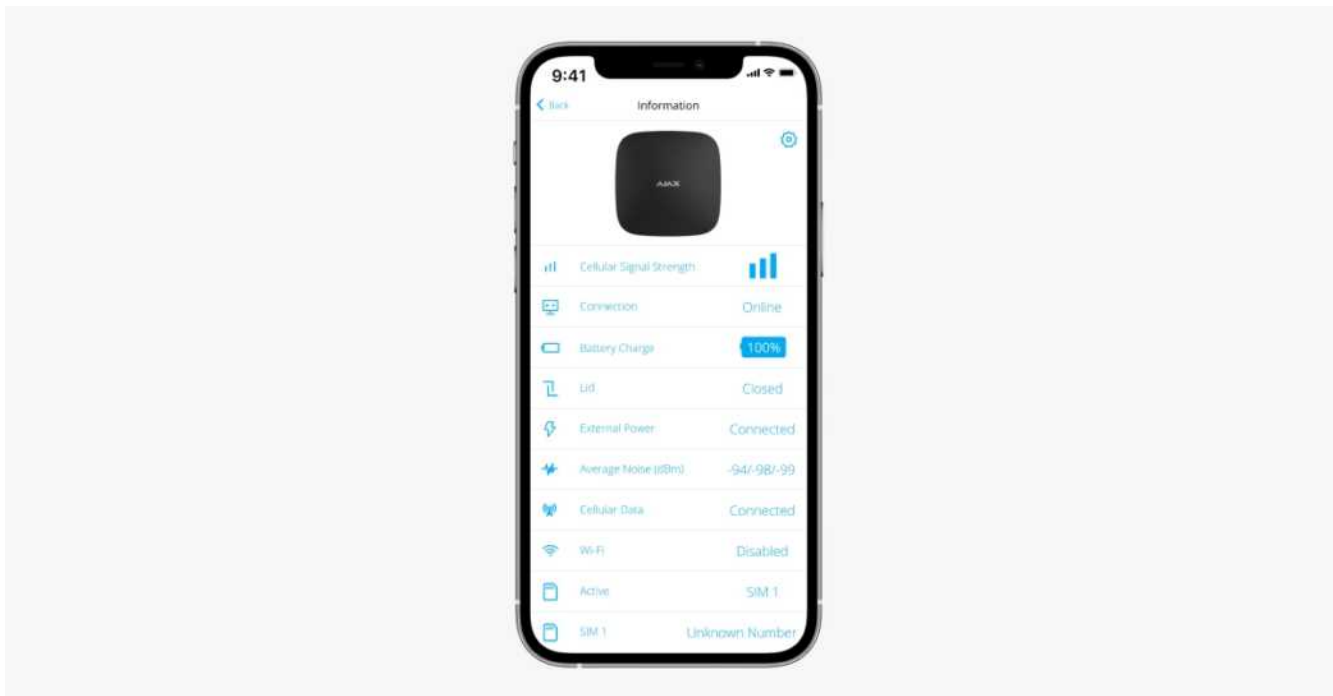 9:41
Back
Information
AJAX
Cellular Signal Strength
Connection Online
Battery Charge 100%
Lid Closed
External Power Connected
Average Noise (dBm) -94/-98/-99
Cellular Data Connected
Wi-Fi Disabled
Active SIM 1
SIM 1 Unknown Number